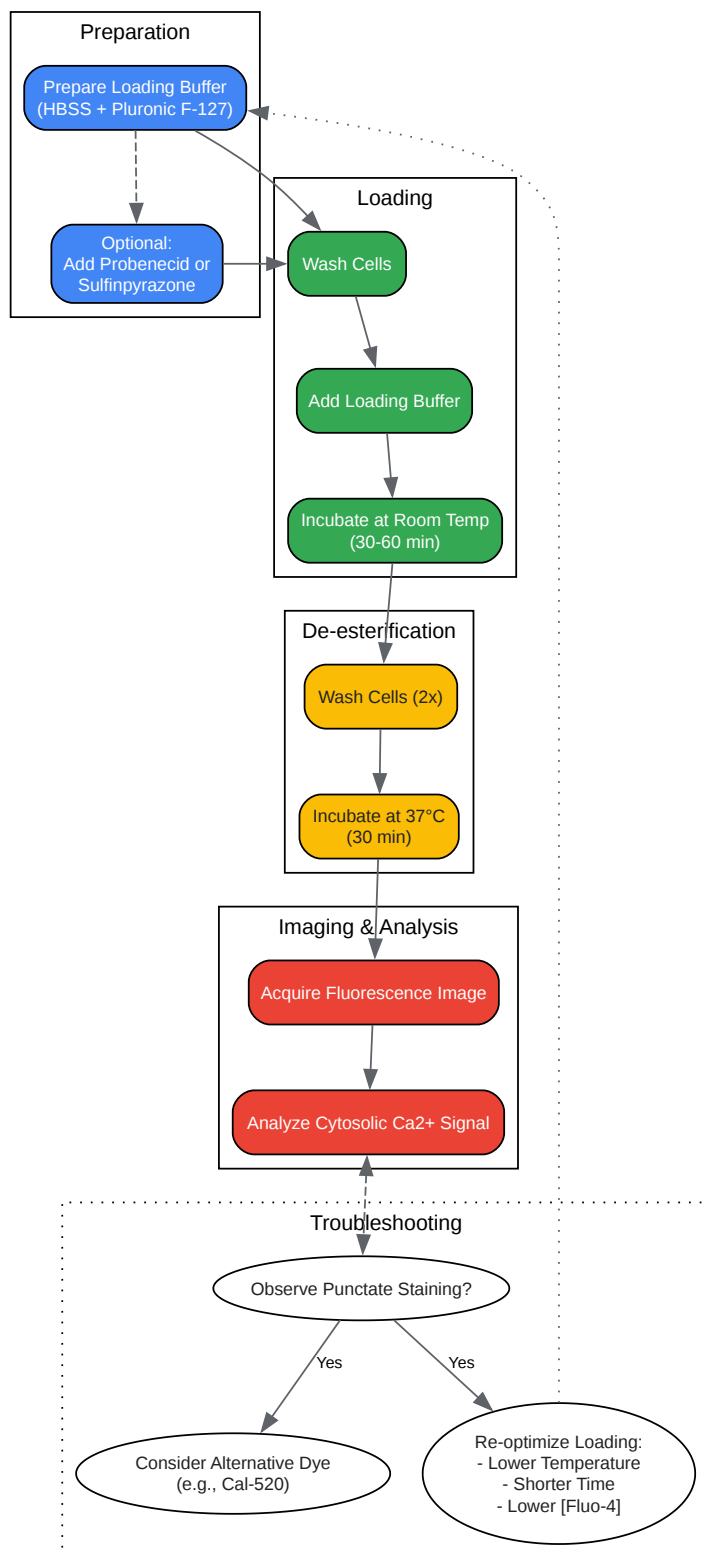 Preparation
Prepare Loading Buffer
(HBSS + Pluronic F-127)
Optional:
Add Probenecid or
Sulfinpyrazone
Loading
Wash Cells
Add Loading Buffer
Incubate at Room Temp
(30-60 min)
De-esterification
Wash Cells (2x)
Incubate at 37°C
(30 min)
Imaging & Analysis
Acquire Fluorescence Image
Analyze Cytosolic Ca2+ Signal
Troubleshooting
Observe Punctate Staining?
Yes
Yes
Consider Alternative Dye
(e.g., Cal-520)
Re-optimize Loading:
- Lower Temperature
- Shorter Time
- Lower [Fluo-4]